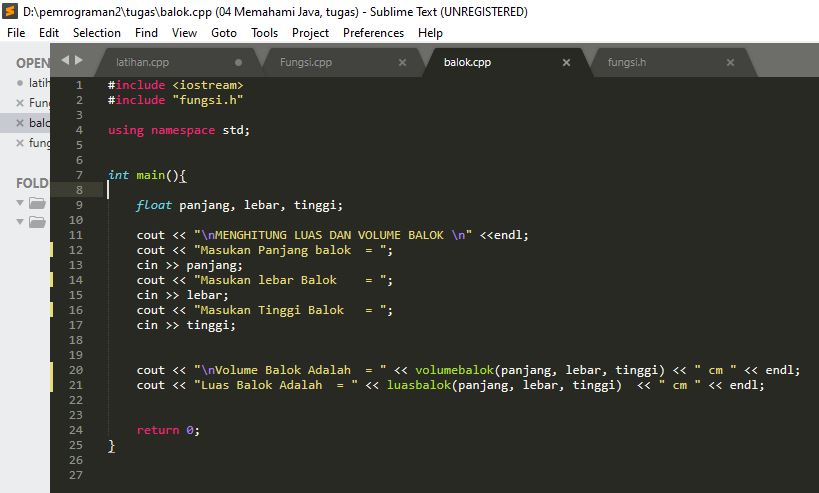 D:\pemrograman2\tugas\balok.cpp (04 Memahami Java, tugas) - Sublime Text (UNREGISTERED)
File Edit Selection Find View Goto Tools Project Preferences Help
OPEN
latih
Fung
balo
fung
FOLD
latihan.cpp Fungsi.cpp balok.cpp fungsi.h
1 #include <iostream>
2 #include "fungsi.h"
3
4 using namespace std;
5
6
7 int main(){
8
9 float panjang, lebar, tinggi;
10
11 cout << "\nMENGHITUNG LUAS DAN VOLUME BALOK \n" <<endl;
12 cout << "Masukan Panjang balok  = ";
13 cin >> panjang;
14 cout << "Masukan lebar Balok    = ";
15 cin >> lebar;
16 cout << "Masukan Tinggi Balok   = ";
17 cin >> tinggi;
18
19
20 cout << "\nVolume Balok Adalah  = " << volumebalok(panjang, lebar, tinggi) << " cm " << endl;
21 cout << "Luas Balok Adalah  = " << luasbalok(panjang, lebar, tinggi)  << " cm " << endl;
22
23
24 return 0;
25 }
26
27